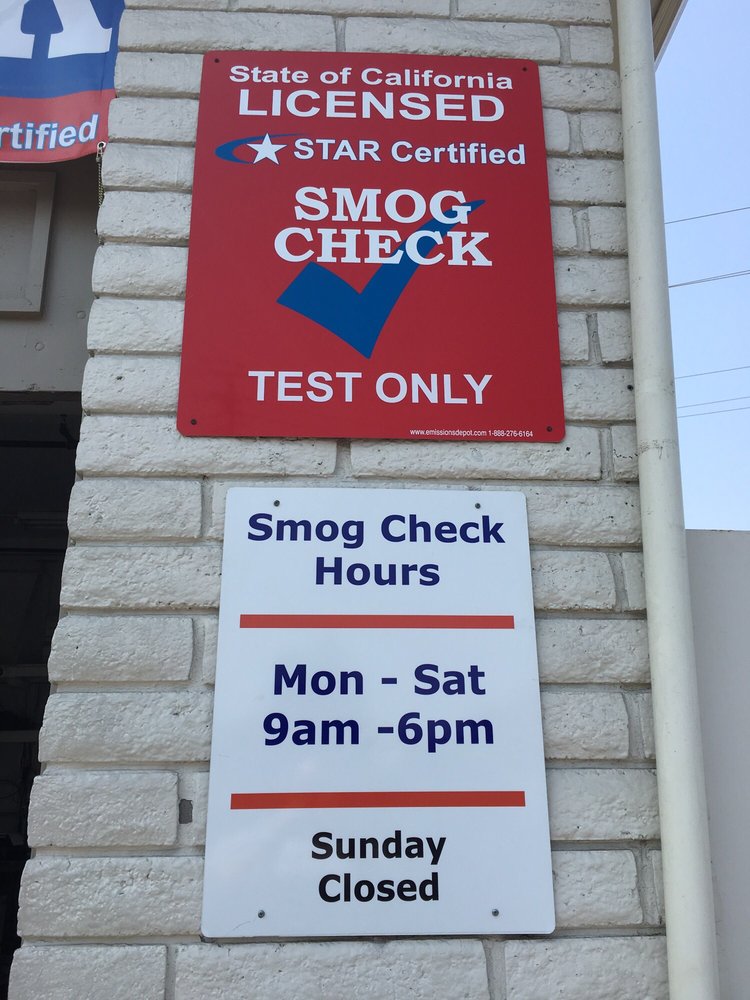 rtified
State of California
LICENSED
STAR Certified
SMOG
CHECK
TEST ONLY
www.emissionsdepot.com 1-888-276-6164
Smog Check
Hours
Mon - Sat
9am -6pm
Sunday
Closed